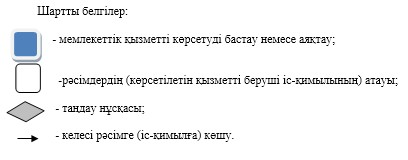 Шартты белгілер:
- мемлекеттік қызметті көрсетуді бастау немесе аяқтау;
-рәсімдердің (көрсетілетін қызметті беруші іс-қимылының) атауы;
- таңдау нұсқасы;
- келесі рәсімге (іс-қимылға) көшу.